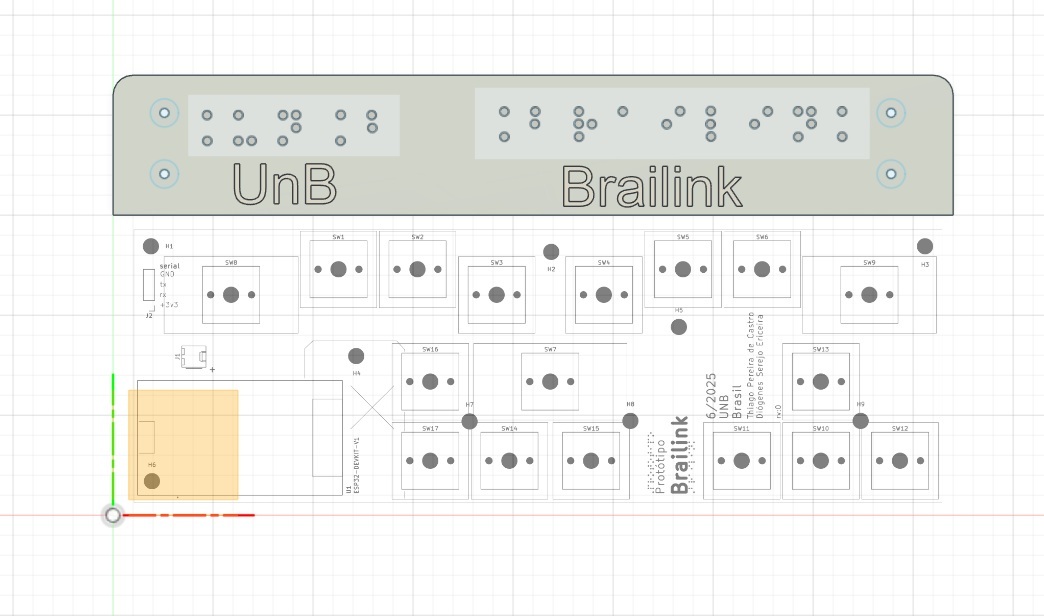 ⠨⠥⠝⠨⠃
⠨⠃⠗⠁⠊⠇⠊⠝⠅
UnB
Brailink
H1
SW8
SW1
SW2
SW3
H2
SW4
SW5
SW6
SW9
H3
serial
GND
tx
rx
+3v3
J2
H5
J1
+
H4
SW16
SW7
SW13
6/2025
UNB
Brasil
Thiago Pereira de Castro
Diógenes Serejo Ericeira
rv:0
H6
U1
ESP32-DEVKIT-V1
H7
SW17
SW14
SW15
H8
Protótipo
Brailink
SW11
SW10
H9
SW12